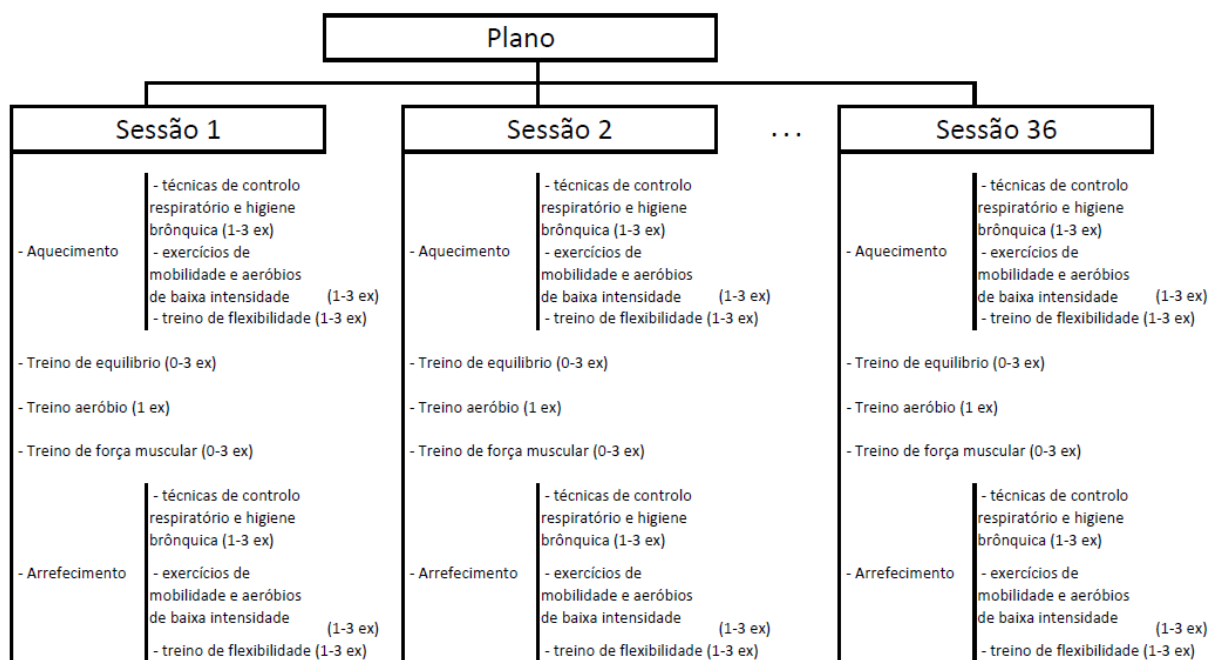 Plano
Sessão 1
- Aquecimento
- técnicas de controlo
respiratório e higiene
brônquica (1-3 ex)
- exercícios de
mobilidade e aeróbios
de baixa intensidade (1-3 ex)
- treino de flexibilidade (1-3 ex)
- Treino de equilibrio (0-3 ex)
- Treino aeróbio (1 ex)
- Treino de força muscular (0-3 ex)
- Arrefecimento
- técnicas de controlo
respiratório e higiene
brônquica (1-3 ex)
- exercícios de
mobilidade e aeróbios
de baixa intensidade
(1-3 ex)
- treino de flexibilidade (1-3 ex)
Sessão 2
- Aquecimento
- técnicas de controlo
respiratório e higiene
brônquica (1-3 ex)
- exercícios de
mobilidade e aeróbios
de baixa intensidade (1-3 ex)
- treino de flexibilidade (1-3 ex)
- Treino de equilibrio (0-3 ex)
- Treino aeróbio (1 ex)
- Treino de força muscular (0-3 ex)
- Arrefecimento
- técnicas de controlo
respiratório e higiene
brônquica (1-3 ex)
- exercícios de
mobilidade e aeróbios
de baixa intensidade
(1-3 ex)
- treino de flexibilidade (1-3 ex)
...
Sessão 36
- Aquecimento
- técnicas de controlo
respiratório e higiene
brônquica (1-3 ex)
- exercícios de
mobilidade e aeróbios
de baixa intensidade (1-3 ex)
- treino de flexibilidade (1-3 ex)
- Treino de equilibrio (0-3 ex)
- Treino aeróbio (1 ex)
- Treino de força muscular (0-3 ex)
- Arrefecimento
- técnicas de controlo
respiratório e higiene
brônquica (1-3 ex)
- exercícios de
mobilidade e aeróbios
de baixa intensidade
(1-3 ex)
- treino de flexibilidade (1-3 ex)